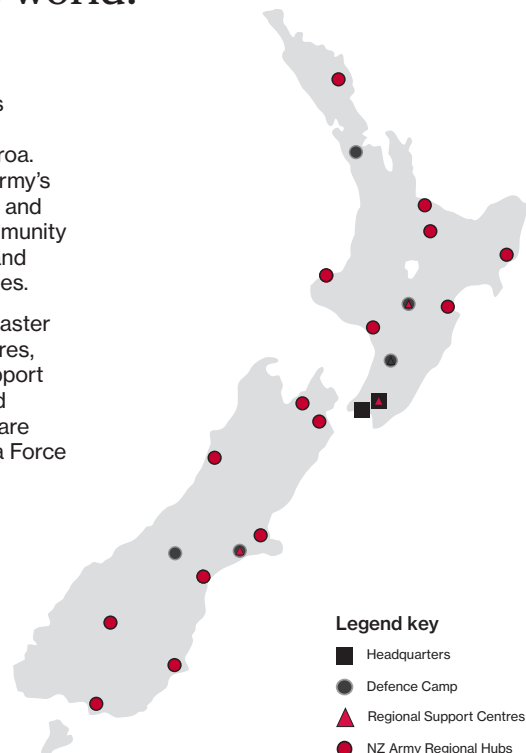 world.
s
roa.
rmy's
and
munity
nd
es.
aster
res,
pport
d
are
a Force
Legend key
Headquarters
Defence Camp
Regional Support Centres
NZ Army Regional Hubs